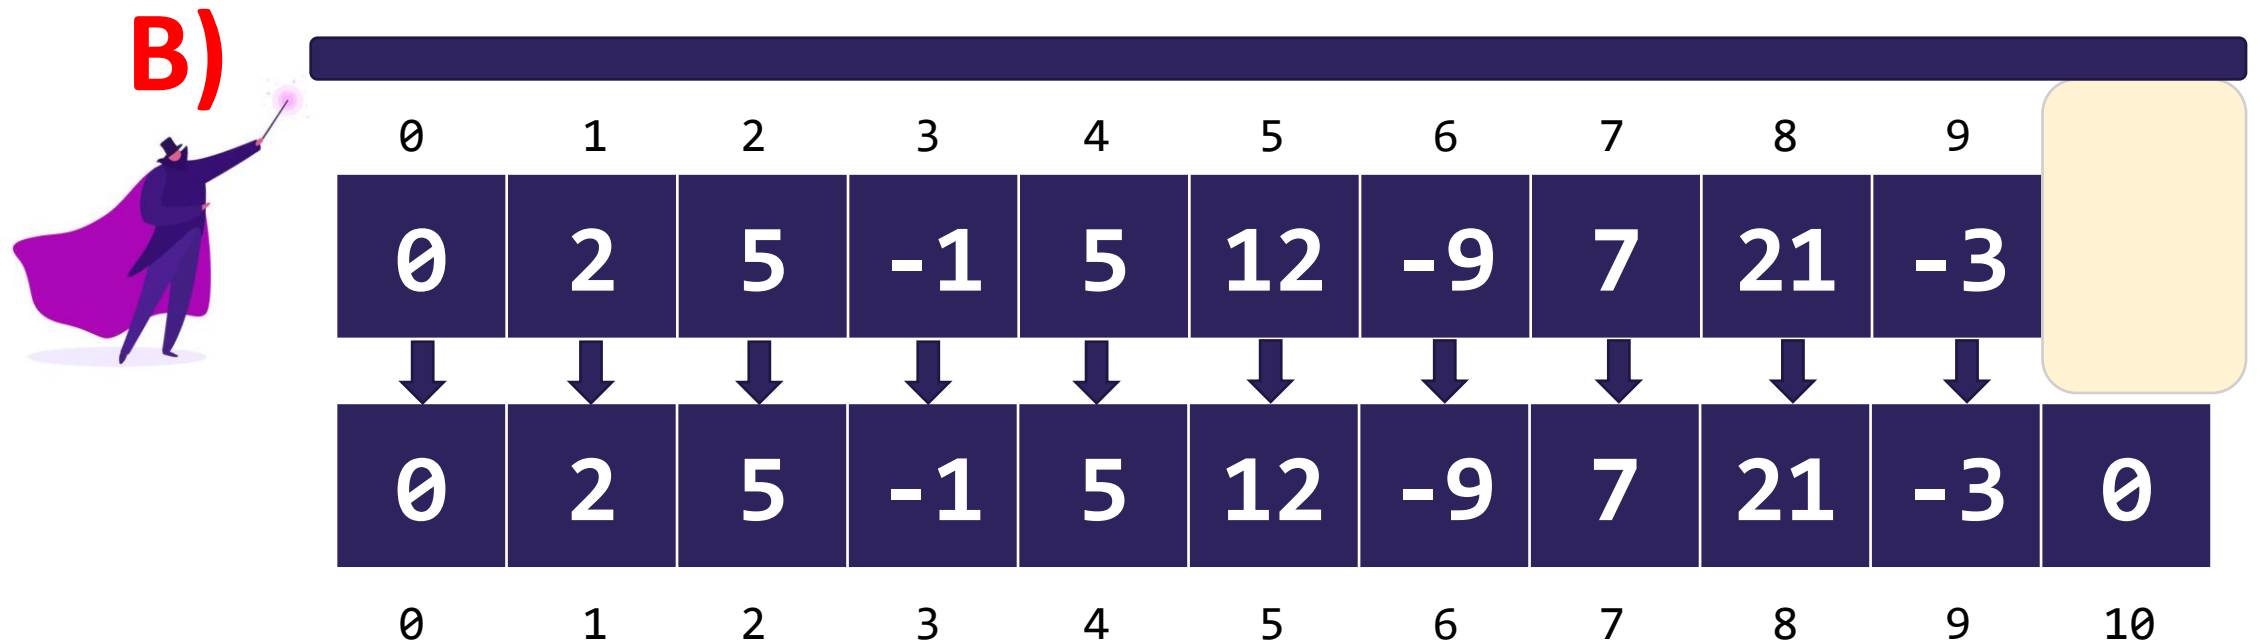 B)
0 1 2 3 4 5 6 7 8 9
0 2 5 -1 5 12 -9 7 21 -3
0 2 5 -1 5 12 -9 7 21 -3 0
0 1 2 3 4 5 6 7 8 9 10